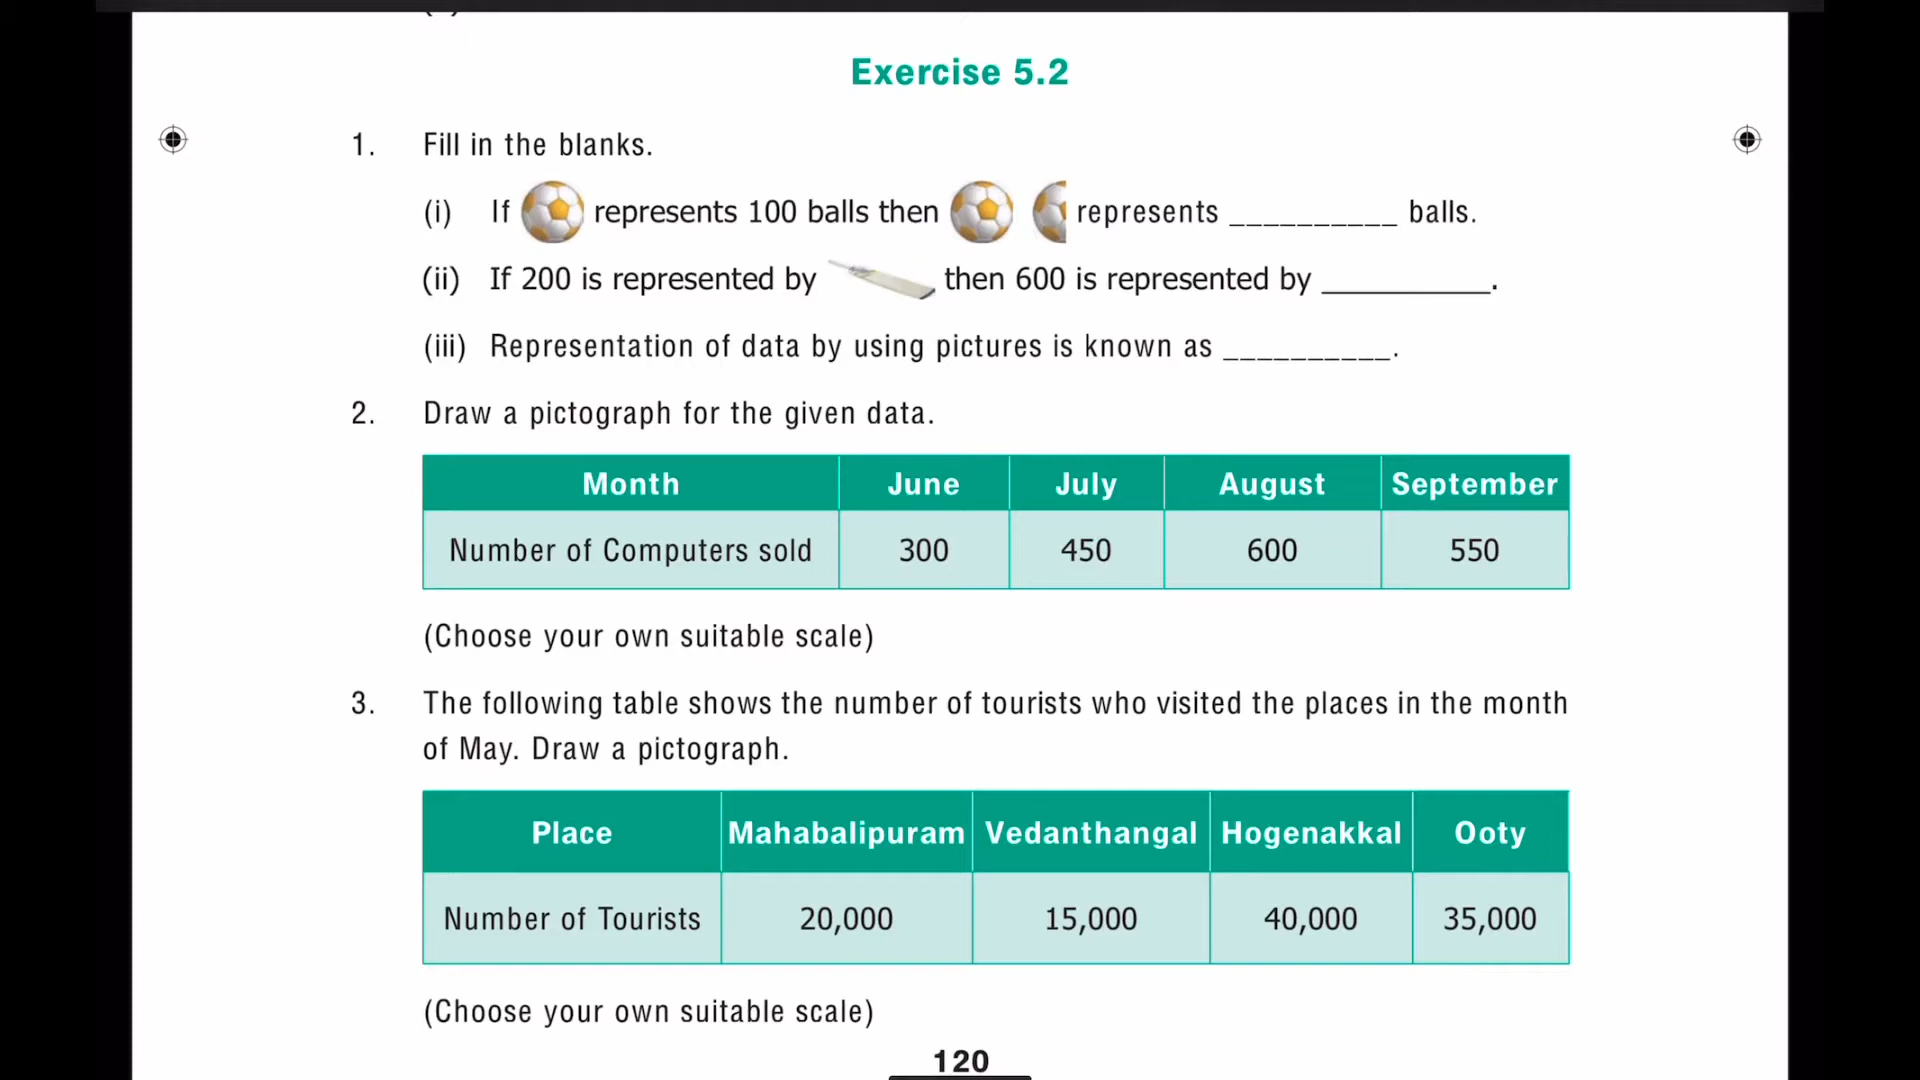 Exercise 5.2
1. Fill in the blanks.
(i) If represents 100 balls then represents __________ balls.
(ii) If 200 is represented by then 600 is represented by __________.
(iii) Representation of data by using pictures is known as __________.
2. Draw a pictograph for the given data.
Month June July August September
Number of Computers sold 300 450 600 550
(Choose your own suitable scale)
3. The following table shows the number of tourists who visited the places in the month
of May. Draw a pictograph.
Place Mahabalipuram Vedanthangal Hogenakkal Ooty
Number of Tourists 20,000 15,000 40,000 35,000
(Choose your own suitable scale)
120